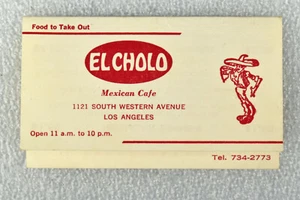 Food to Take Out
EL CHOLO
Mexican Cafe
1121 SOUTH WESTERN AVENUE
LOS ANGELES
Open 11 a.m. to 10 p.m.
Tel. 734-2773